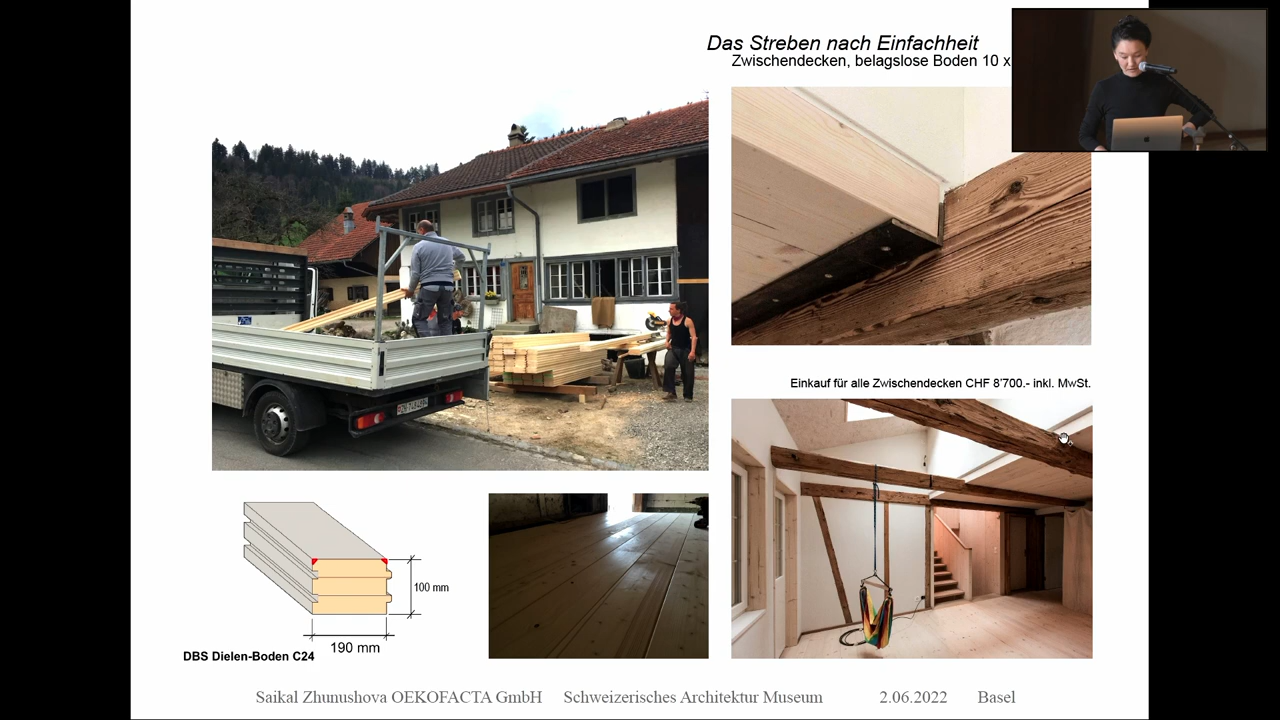 Das Streben nach Einfachheit
Zwischendecken, belagslose Boden 10 x
Einkauf für alle Zwischendecken CHF 8'700.- inkl. MwSt.
100 mm
190 mm
DBS Dielen-Boden C24
Saikal Zhunushova OEKOFACTA GmbH Schweizerisches Architektur Museum 2.06.2022 Basel